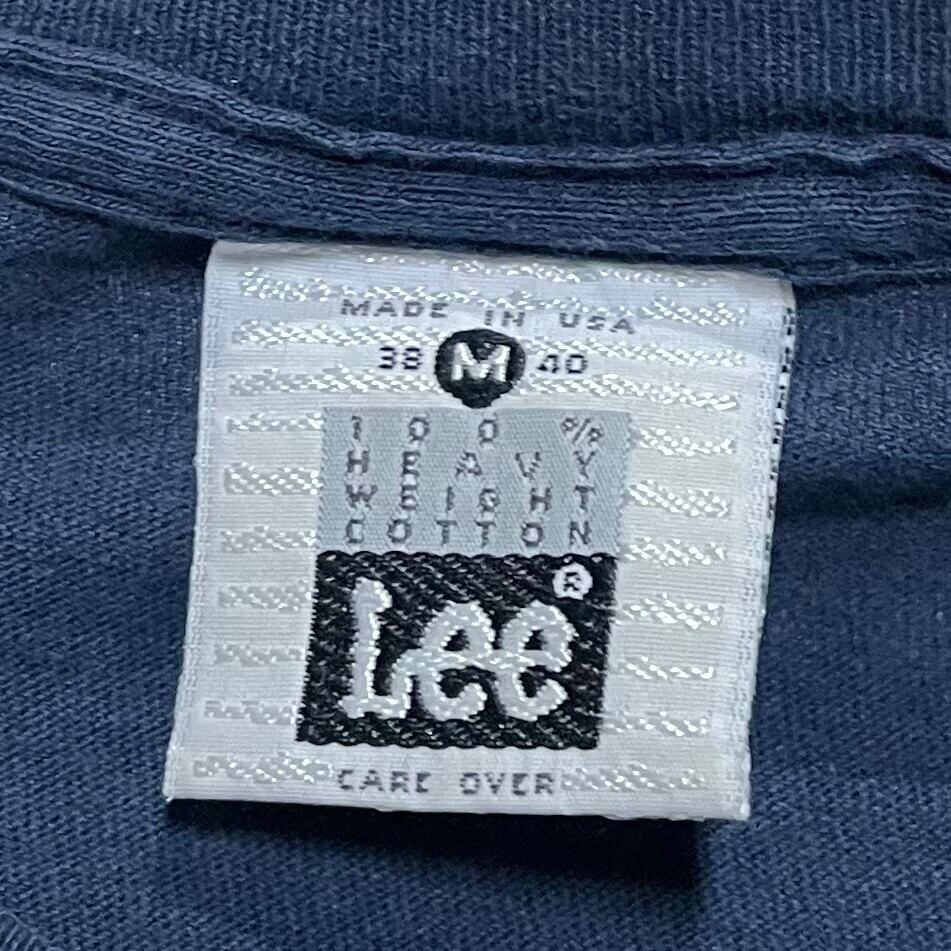 MADE IN USA
38 M 40
100%
HEAVY
WEIGHT
COTTON
Lee®
CARE OVER